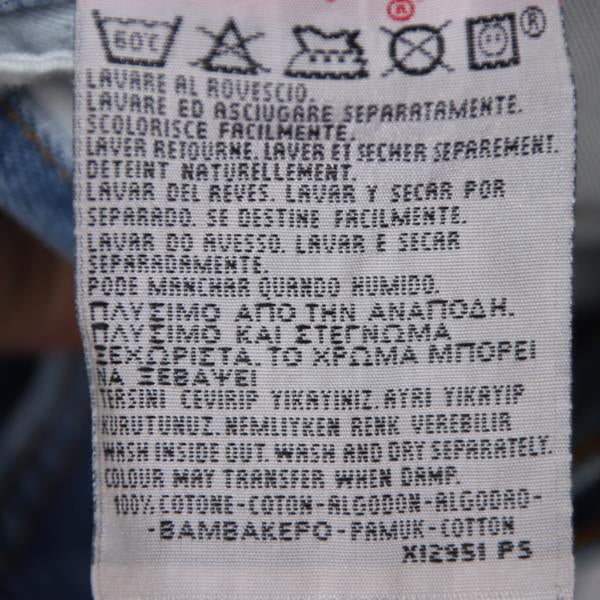 ®
60°C ®
LAVARE AL ROVESCIO.
LAVARE ED ASCIUGARE SEPARATAMENTE.
SCOLORISCE FACILMENTE.
LAVER RETOURNE. LAVER ET SECHER SEPAREMENT.
DETEINT NATURELLEMENT.
LAVAR DEL REVES. LAVAR Y SECAR POR
SEPARADO. SE DESTINE FACILMENTE.
LAVAR DO AVESSO. LAVAR E SECAR
SEPARADAMENTE.
PODE MANCHAR QUANDO HUMIDO.
ΠΛΥΣΙΜΟ ΑΠΟ ΤΗΝ ΑΝΑΠΟΔΗ.
ΠΛΥΣΙΜΟ ΚΑΙ ΣΤΕΓΝΩΜΑ
ΞΕΧΩΡΙΣΤΑ. ΤΟ ΧΡΩΜΑ ΜΠΟΡΕΙ
ΝΑ ΞΕΒΑΨΕΙ
TERSINI CEVIRIP YIKAYINIZ. AYRI YIKAYIP
KURUTUNUZ. NEMLIYKEN RENK VEREBILIR
WASH INSIDE OUT. WASH AND DRY SEPARATELY.
COLOUR MAY TRANSFER WHEN DAMP.
100% COTONE-COTON-ALGODON-ALGODAO-
-ΒΑΜΒΑΚΕΡΟ-PAMUK-COTTON
X12951 PS